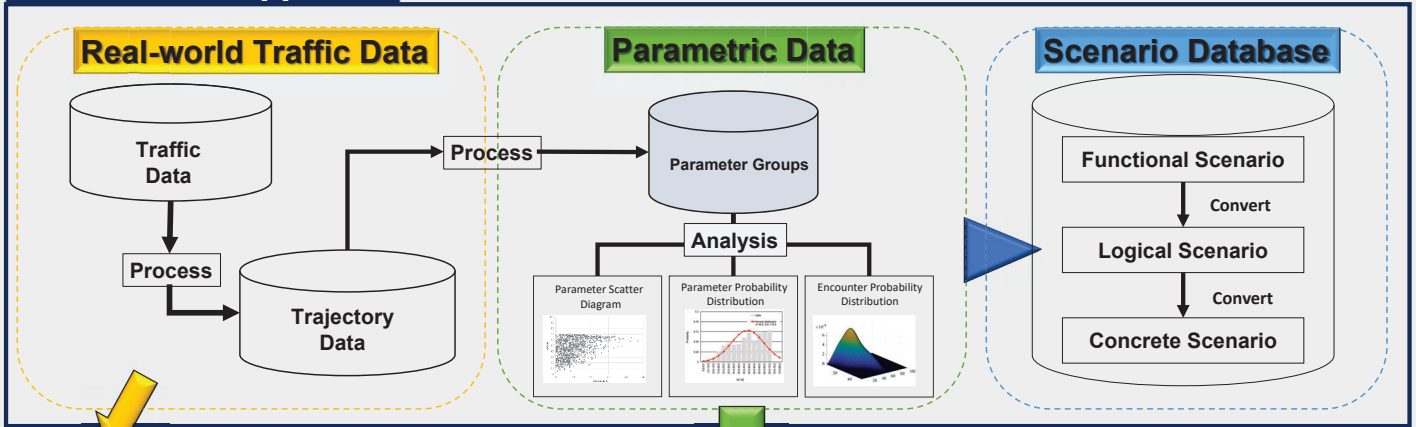 Real-world Traffic Data
Traffic
Data
Process
Trajectory
Data
Process
Parametric Data
Parameter Groups
Analysis
Parameter Scatter
Diagram
Parameter Probability
Distribution
Encounter Probability
Distribution
Scenario Database
Functional Scenario
Convert
Logical Scenario
Convert
Concrete Scenario